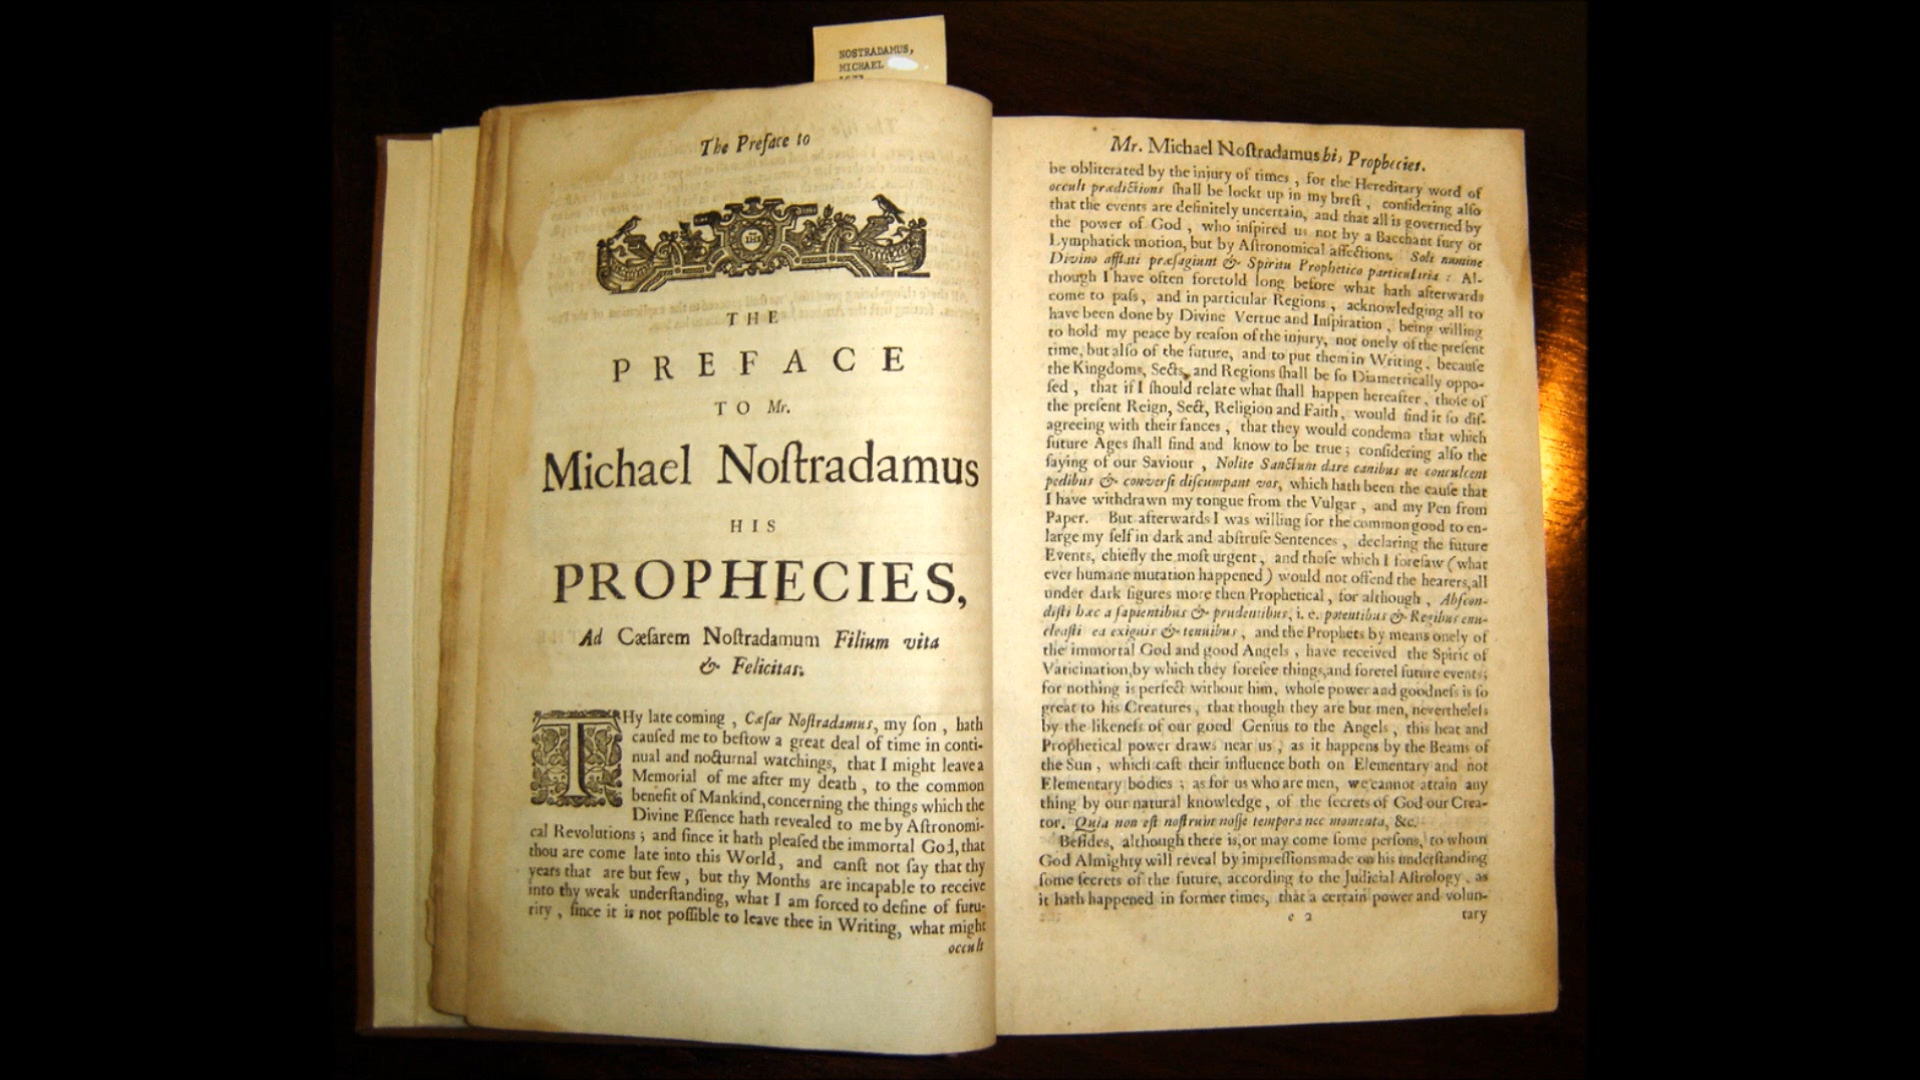 NOSTRADAMUS,
MICHAEL
The Preface to
IHS
THE
PREFACE
TO Mr.
Michael Noſtradamus
HIS
PROPHECIES,
Ad Cæſarem Noſtradamum Filium vita
& Felicitas.
THy late coming, Cæſar Noſtradamus, my ſon, hath
cauſed me to beſtow a great deal of time in conti-
nual and nocturnal watchings, that I might leave a
Memorial of me after my death, to the common
benefit of Mankind, concerning the things which the
Divine Eſſence hath revealed to me by Aſtronomi-
cal Revolutions; and ſince it hath pleaſed the immortal God, that
thou are come late into this World, and canſt not ſay that thy
years that are but few, but thy Months are incapable to receive
into thy weak underſtanding, what I am forced to define of futu-
rity, ſince it is not poſſible to leave thee in Writing, what might
occult
Mr. Michael Noſtradamus his Prophecies.
be obliterated by the injury of times, for the Hereditary word of
occult prædictions ſhall be lockt up in my breſt, conſidering alſo
that the events are definitely uncertain, and that all is governed by
the power of God, who inſpired us not by a Bacchant fury or
Lymphatick motion, but by Aſtronomical affections. Soli numine
Divino afflati præſagiunt & Spiritu Prophetico particularia: Al-
though I have often foretold long before what hath afterwards
come to paſs, and in particular Regions, acknowledging all to
have been done by Divine Vertue and Inſpiration, being willing
to hold my peace by reaſon of the injury, not onely of the preſent
time, but alſo of the future, and to put them in Writing, becauſe
the Kingdoms, Sects, and Regions ſhall be ſo Diametrically oppo-
ſed, that if I ſhould relate what ſhall happen hereafter, thoſe of
the preſent Reign, Sect, Religion and Faith, would find it ſo diſ-
agreeing with their fances, that they would condemn that which
future Ages ſhall find and know to be true; conſidering alſo the
ſaying of our Saviour, Nolite Sanctum dare canibus ne conculcent
pedibus & converſi diſcumpant vos, which hath been the cauſe that
I have withdrawn my tongue from the Vulgar, and my Pen from
Paper. But afterwards I was willing for the common good to en-
large my ſelf in dark and abſtruſe Sentences, declaring the future
Events, chiefly the moſt urgent, and thoſe which I foreſaw (what
ever humane mutation happened) would not offend the hearers, all
under dark figures more then Prophetical, for although, Abſcon-
diſti hæc a ſapientibus & prudentibus, i. e. potentibus & Regibus enu-
cleaſti ea exiguis & tenuibus, and the Prophets by means onely of
the immortal God and good Angels, have received the Spirit of
Vaticination, by which they foreſee things, and foretel future events;
for nothing is perfect without him, whoſe power and goodneſs is ſo
great to his Creatures, that though they are but men, nevertheleſs
by the likeneſs of our good Genius to the Angels, this heat and
Prophetical power draws near us, as it happens by the Beams of
the Sun, which caſt their influence both on Elementary and not
Elementary bodies; as for us who are men, we cannot attain any
thing by our natural knowledge, of the ſecrets of God our Crea-
tor. Quia non eſt noſtrum noſſe tempora nec momenta, &c.
Beſides, although there is, or may come ſome perſons, to whom
God Almighty will reveal by impreſſions made on his underſtanding
ſome ſecrets of the future, according to the Judicial Aſtrology, as
it hath happened in former times, that a certain power and volun-
e 2 tary